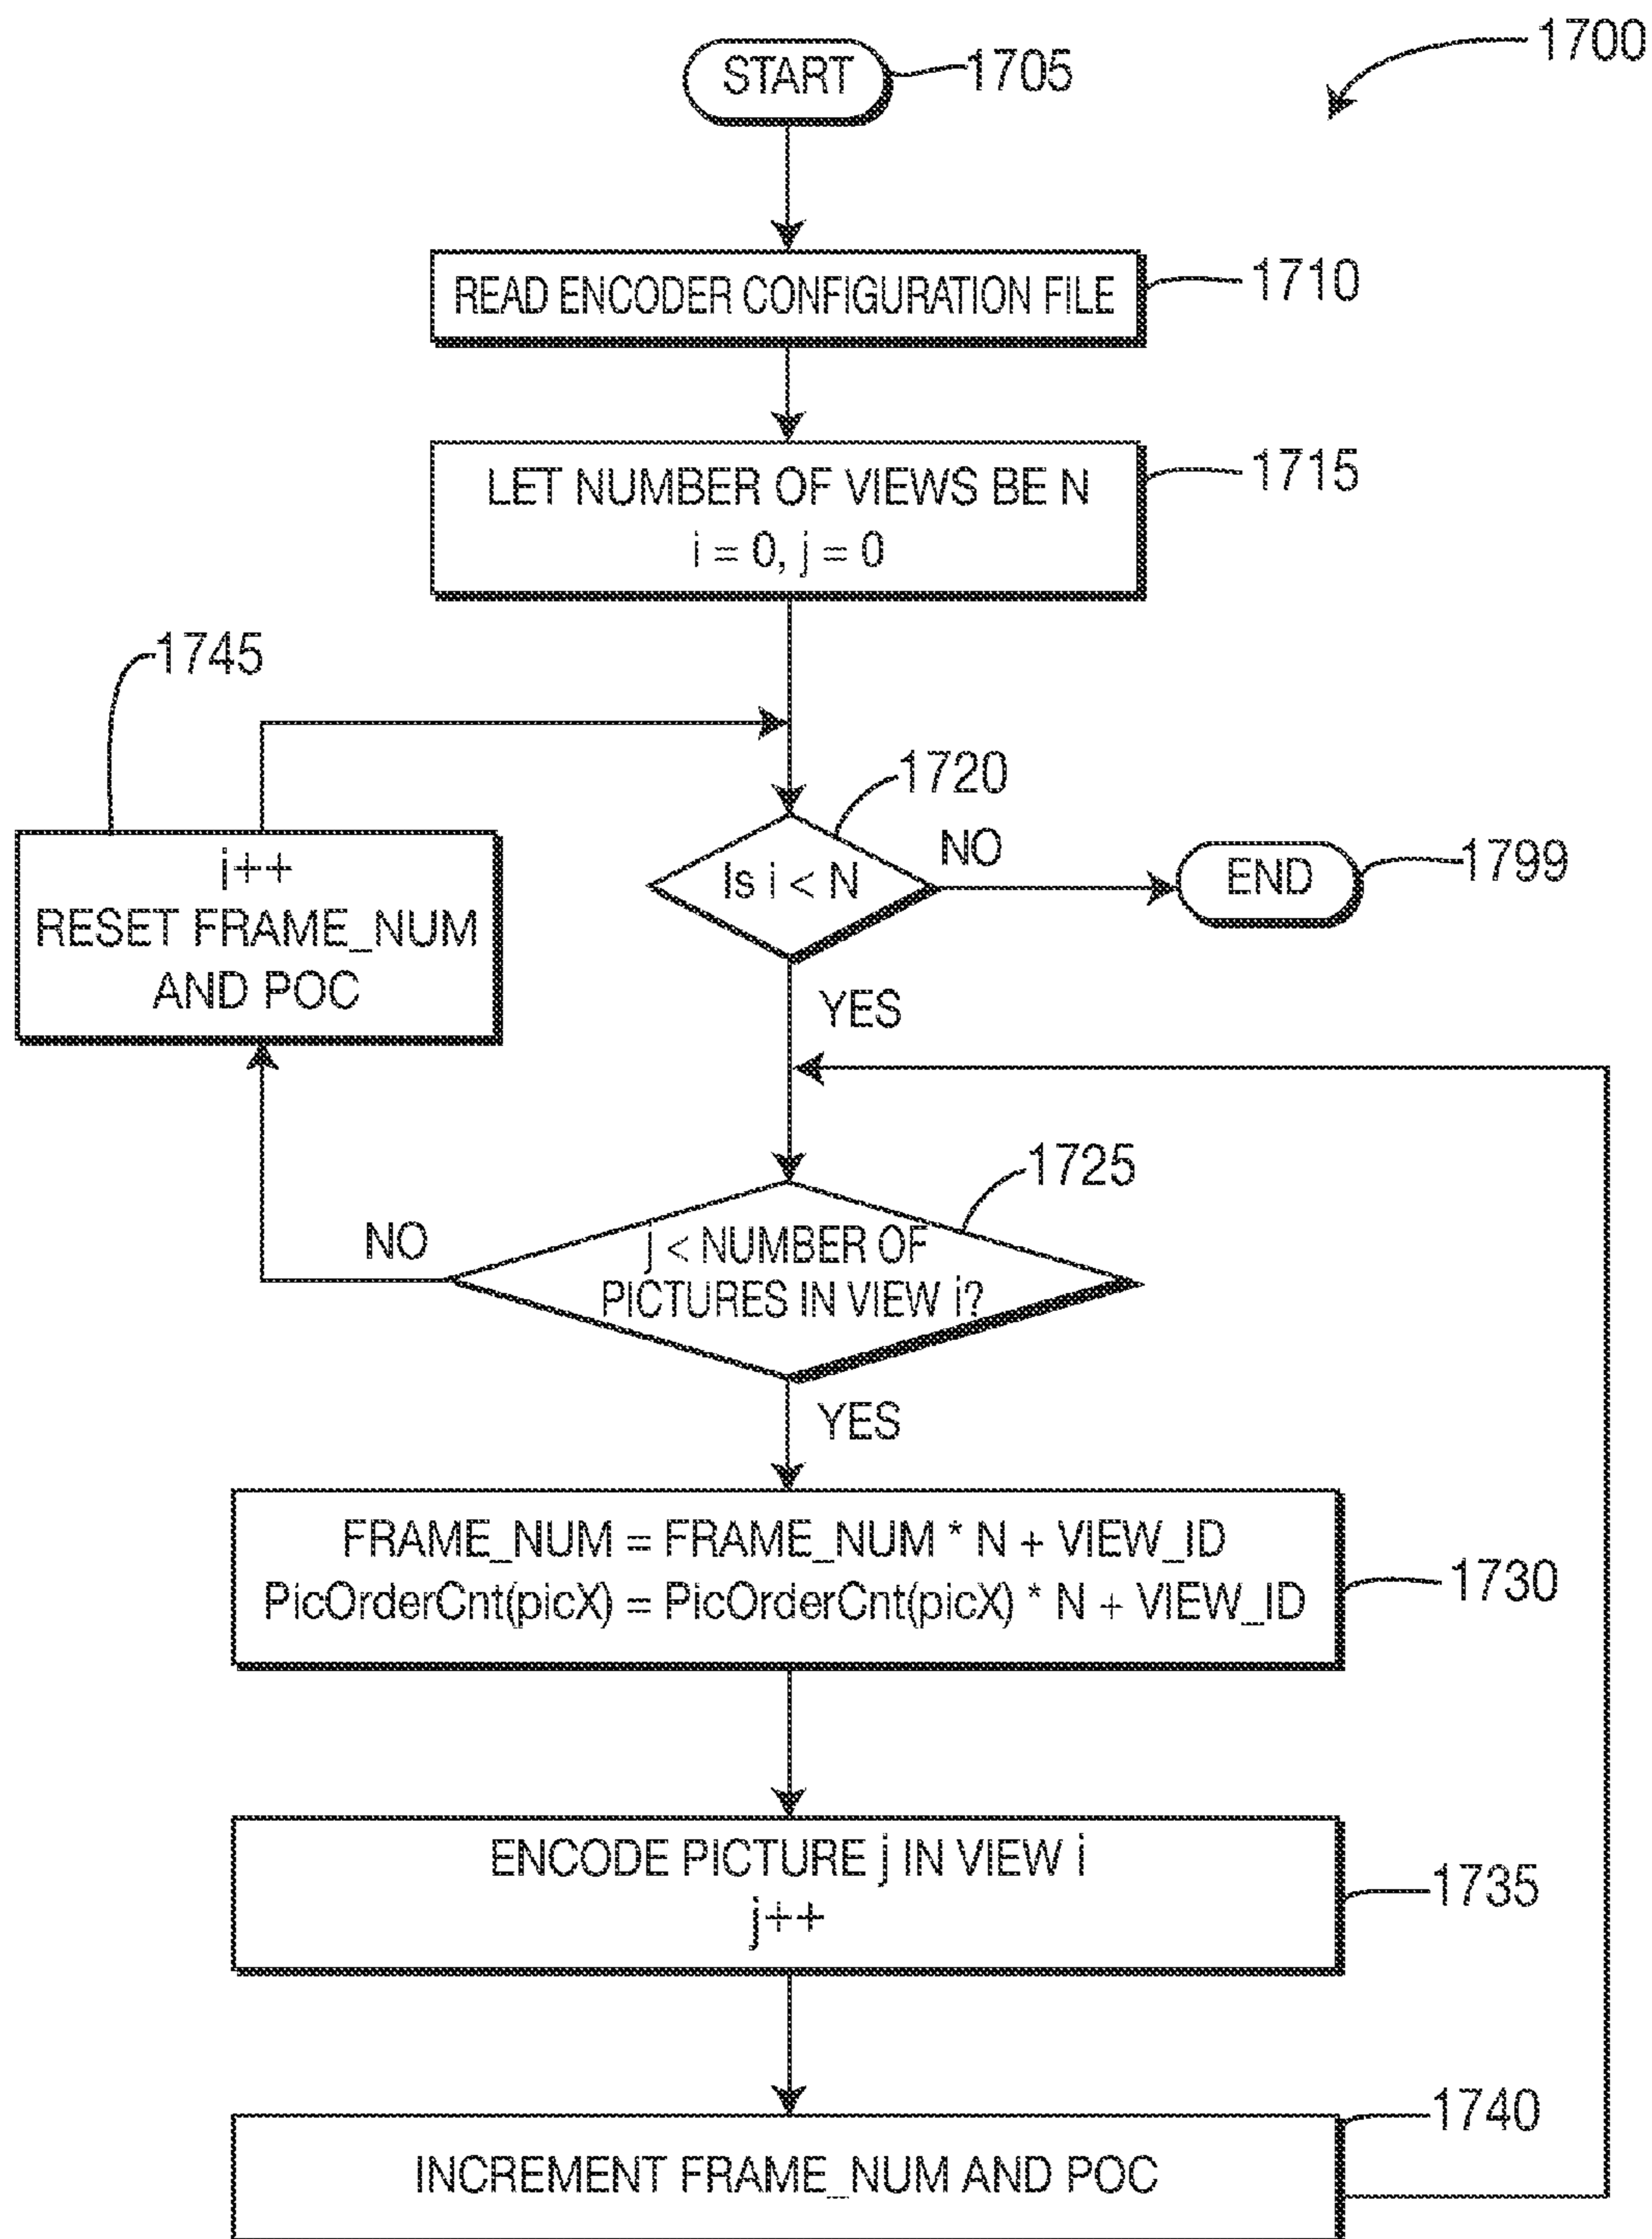 1700
START
1705
READ ENCODER CONFIGURATION FILE
1710
LET NUMBER OF VIEWS BE N
i = 0, j = 0
1715
1745
i++
RESET FRAME_NUM
AND POC
1720
Is i < N
NO
END
1799
YES
1725
j < NUMBER OF
PICTURES IN VIEW i?
NO
YES
FRAME_NUM = FRAME_NUM * N + VIEW_ID
PicOrderCnt(picX) = PicOrderCnt(picX) * N + VIEW_ID
1730
ENCODE PICTURE j IN VIEW i
j++
1735
1740
INCREMENT FRAME_NUM AND POC